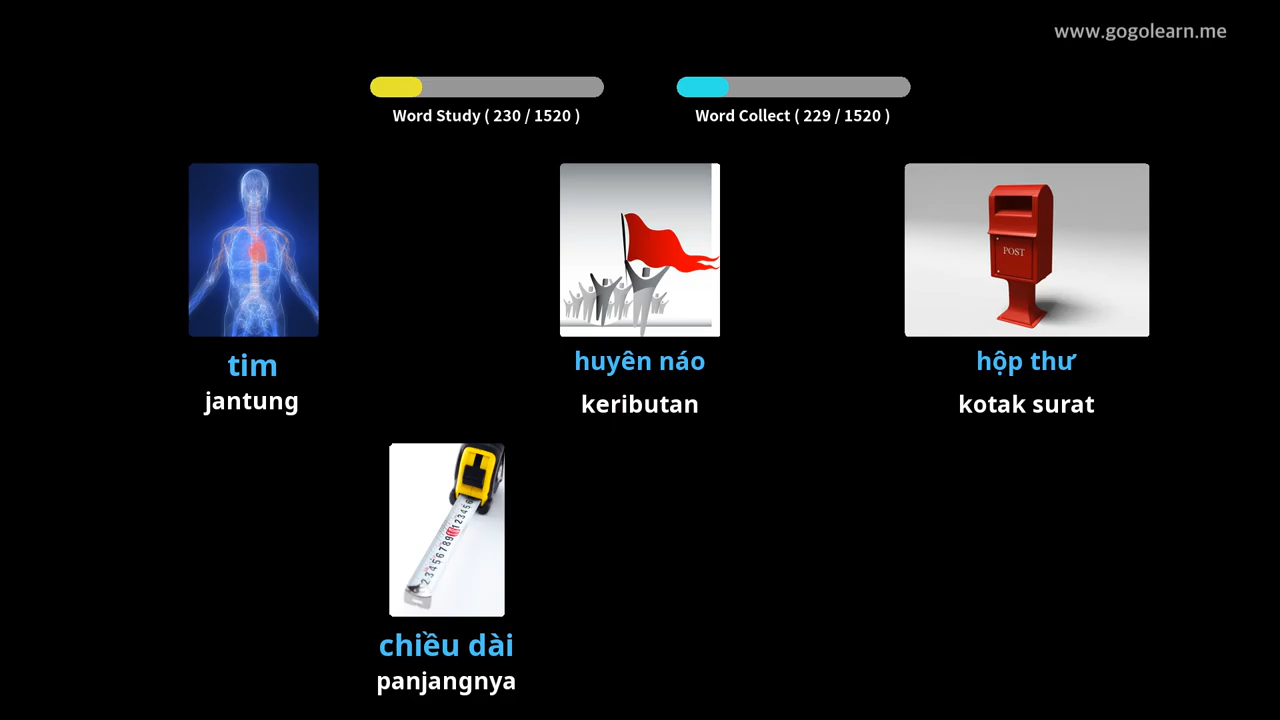 www.gogolearn.me
Word Study ( 230 / 1520 )
Word Collect ( 229 / 1520 )
POST
tim
jantung
huyên náo
keributan
hộp thư
kotak surat
chiều dài
panjangnya